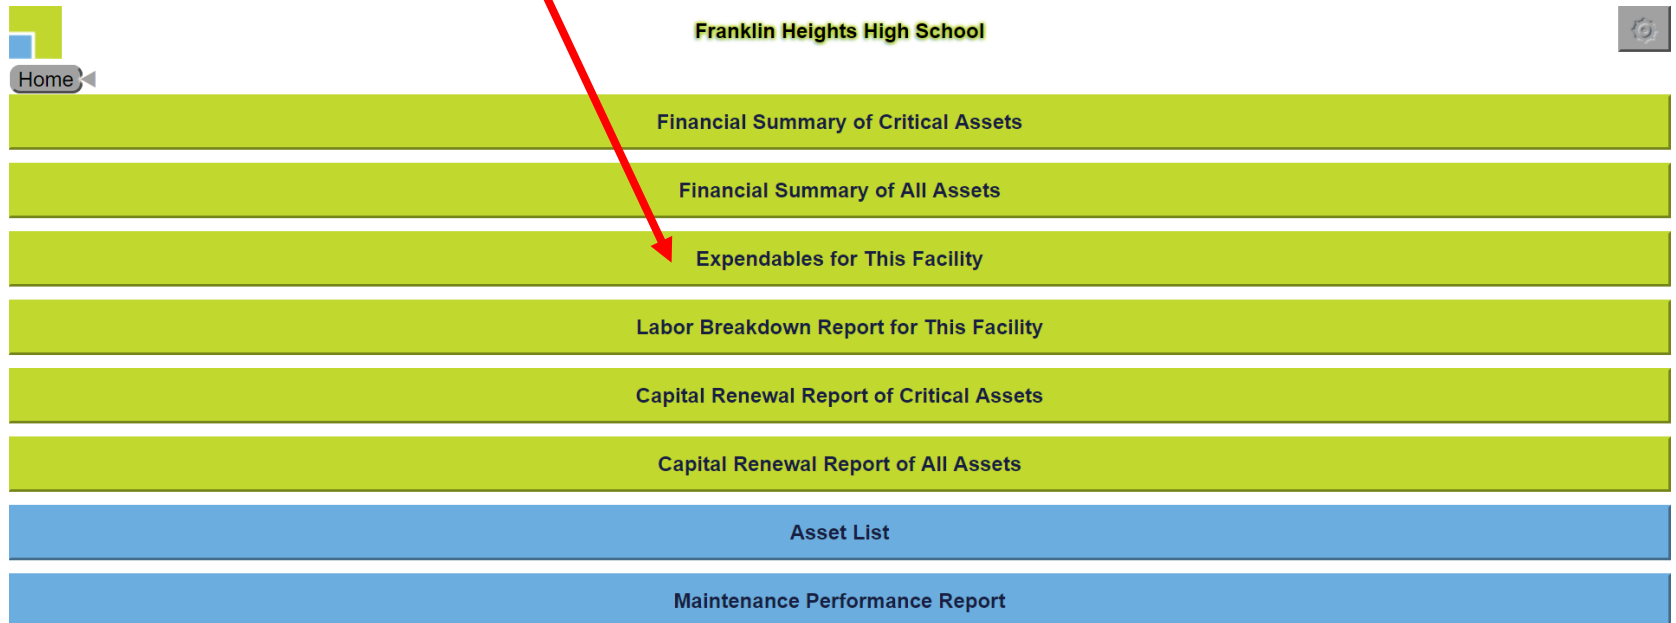 Franklin Heights High School
Home
Financial Summary of Critical Assets
Financial Summary of All Assets
Expendables for This Facility
Labor Breakdown Report for This Facility
Capital Renewal Report of Critical Assets
Capital Renewal Report of All Assets
Asset List
Maintenance Performance Report